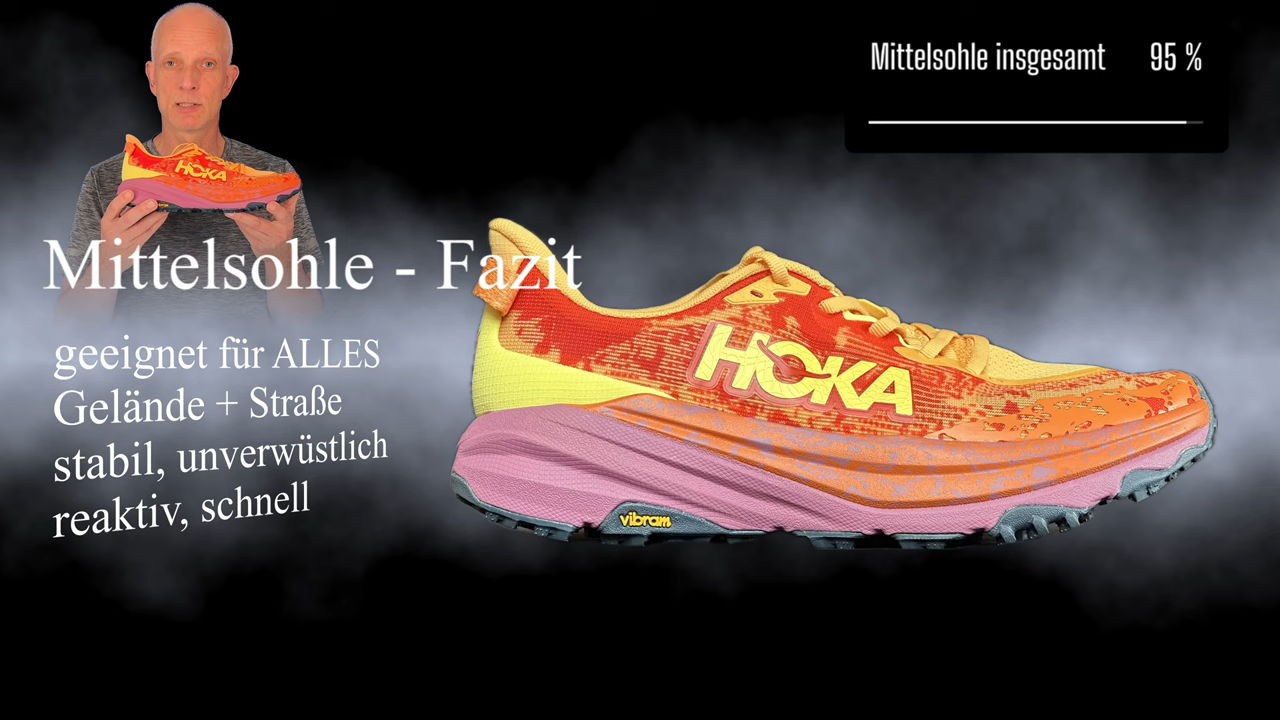 Mittelsohle insgesamt 95 %
HOKA
Mittelsohle - Fazit
geeignet für ALLES
Gelände + Straße
stabil, unverwüstlich
reaktiv, schnell
HOKA
vibram